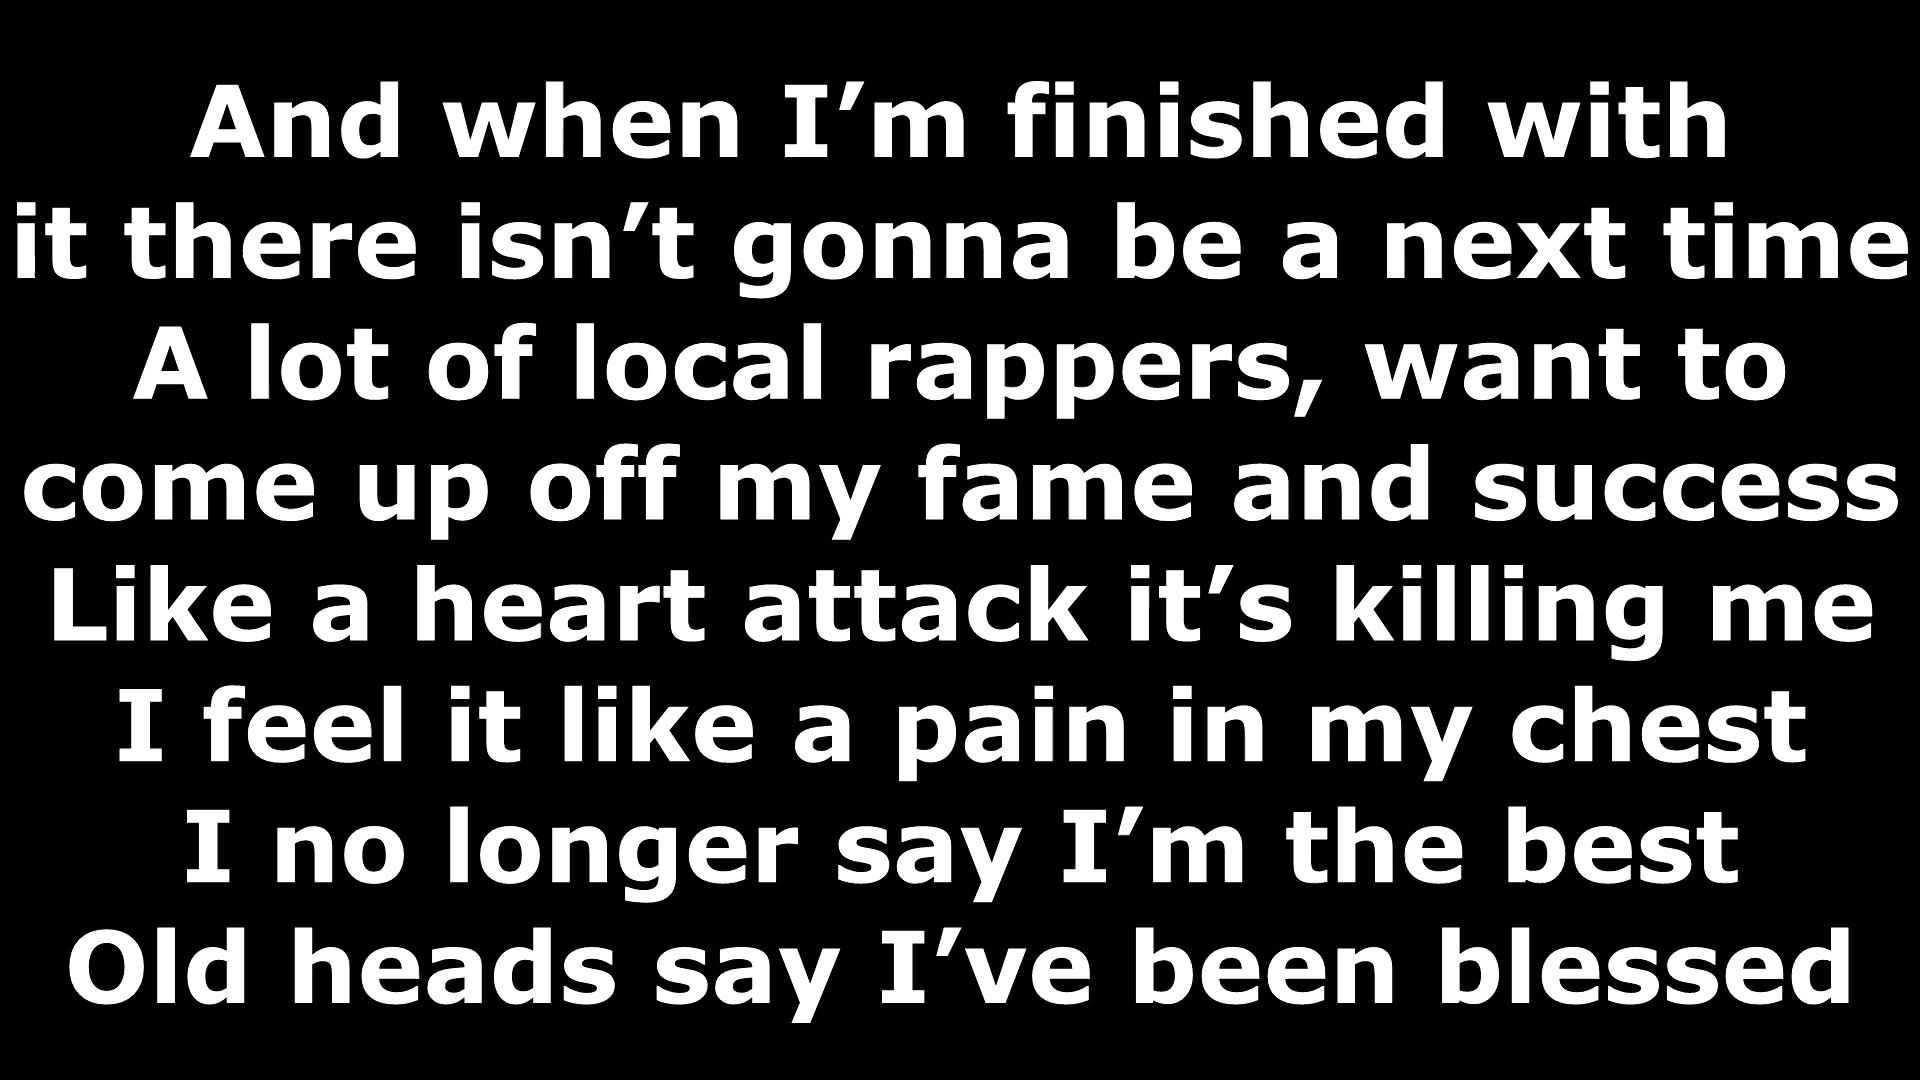 And when I’m finished with
it there isn’t gonna be a next time
A lot of local rappers, want to
come up off my fame and success
Like a heart attack it’s killing me
I feel it like a pain in my chest
I no longer say I’m the best
Old heads say I’ve been blessed